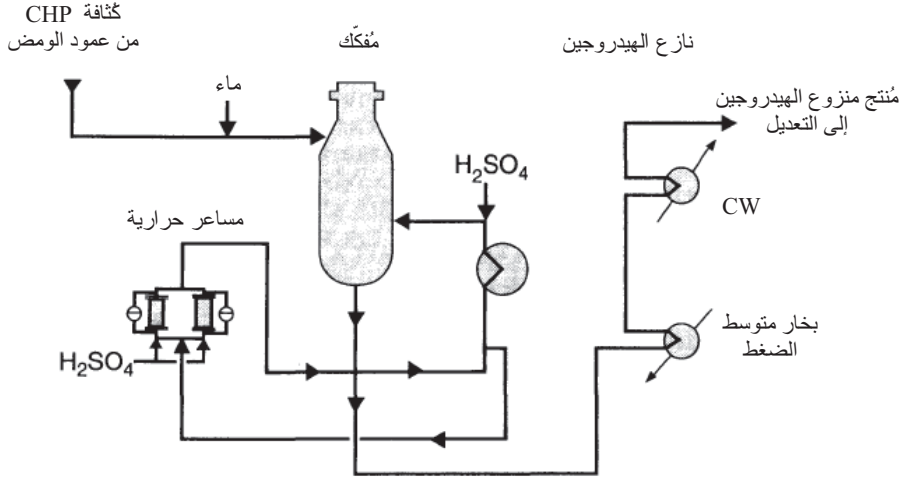 كُثافة CHP
من عمود الومض
مُفكّك
نازع الهيدروجين
ماء
مُنتج منزوع الهيدروجين
إلى التعديل
H₂SO₄
CW
مساعر حرارية
بخار متوسط
الضغط
H₂SO₄